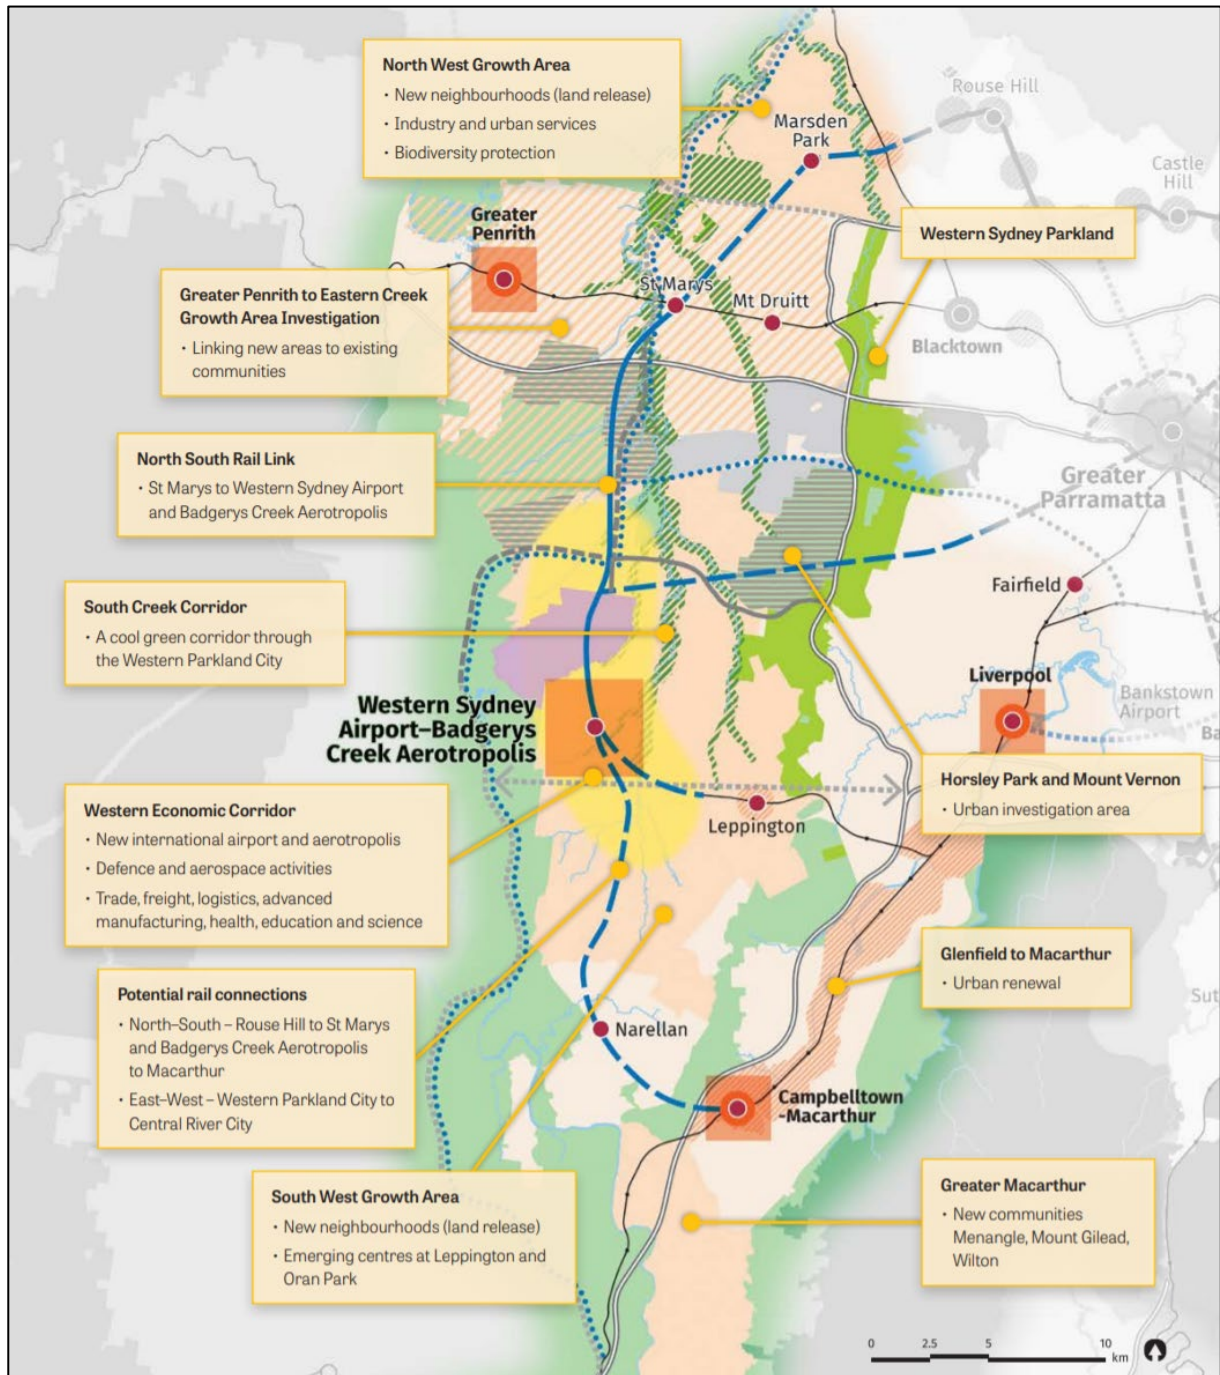 North West Growth Area
• New neighbourhoods (land release)
• Industry and urban services
• Biodiversity protection
Rouse Hill
Marsden
Park
Castle
Hill
Greater
Penrith
Western Sydney Parkland
Greater Penrith to Eastern Creek
Growth Area Investigation
• Linking new areas to existing
communities
St Marys
Mt Druitt
Blacktown
North South Rail Link
• St Marys to Western Sydney Airport
and Badgerys Creek Aerotropolis
Greater
Parramatta
Fairfield
South Creek Corridor
• A cool green corridor through
the Western Parkland City
Liverpool
Bankstown
Airport
Ba
Western Sydney
Airport–Badgerys
Creek Aerotropolis
Horsley Park and Mount Vernon
• Urban investigation area
Western Economic Corridor
• New international airport and aerotropolis
• Defence and aerospace activities
• Trade, freight, logistics, advanced
manufacturing, health, education and science
Leppington
Glenfield to Macarthur
• Urban renewal
Potential rail connections
• North–South – Rouse Hill to St Marys
and Badgerys Creek Aerotropolis
to Macarthur
• East–West – Western Parkland City to
Central River City
Sut
Narellan
Campbelltown
-Macarthur
South West Growth Area
• New neighbourhoods (land release)
• Emerging centres at Leppington and
Oran Park
Greater Macarthur
• New communities
Menangle, Mount Gilead,
Wilton
0 2.5 5 10
km